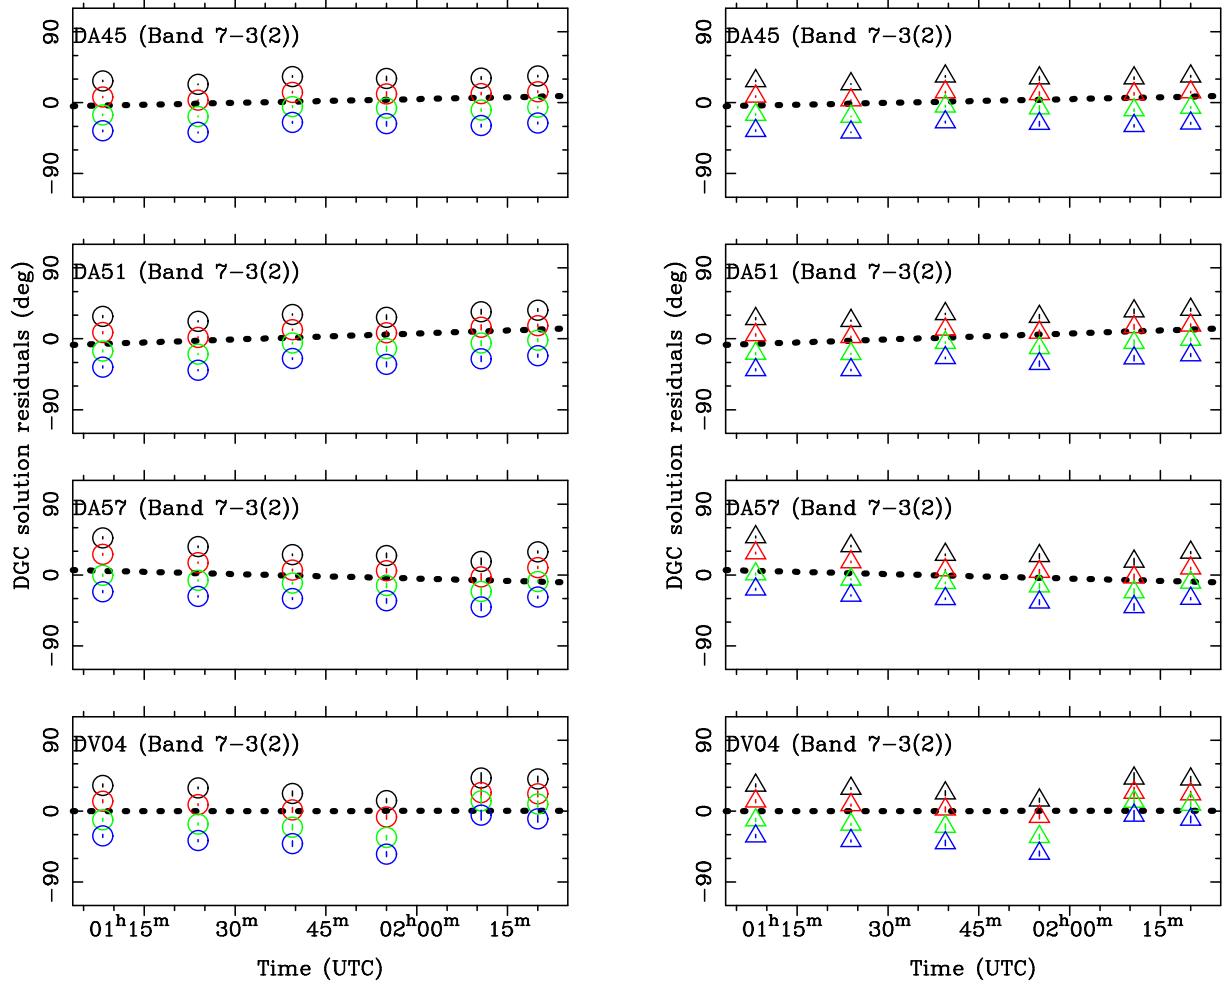 DA45 (Band 7-3(2))
90
0
-90
DA51 (Band 7-3(2))
90
0
-90
DA57 (Band 7-3(2))
90
0
-90
DV04 (Band 7-3(2))
90
0
-90
DGC solution residuals (deg)
01h15m 30m 45m 02h00m 15m
Time (UTC)
DA45 (Band 7-3(2))
90
0
-90
DA51 (Band 7-3(2))
90
0
-90
DA57 (Band 7-3(2))
90
0
-90
DV04 (Band 7-3(2))
90
0
-90
DGC solution residuals (deg)
01h15m 30m 45m 02h00m 15m
Time (UTC)